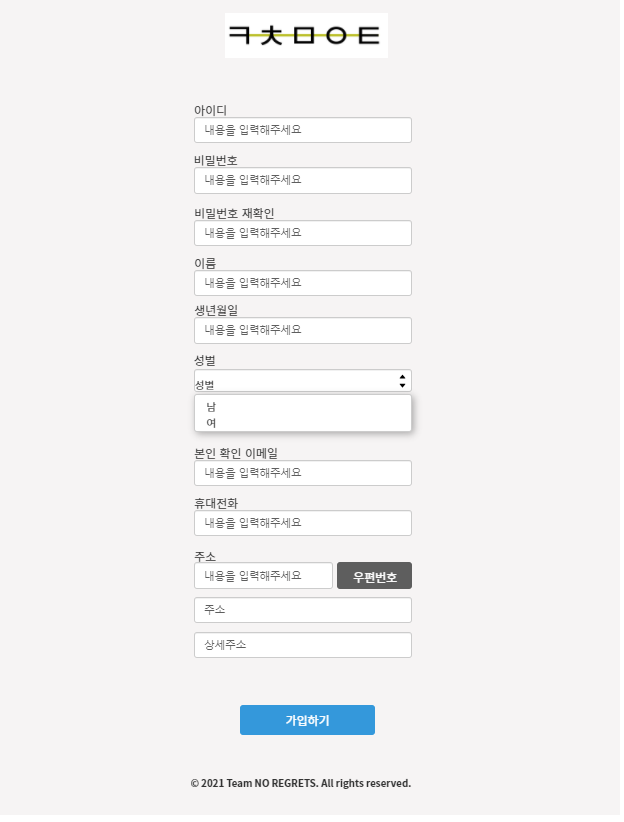 ㅋㅊㅁㅇㅌ
아이디
내용을 입력해주세요
비밀번호
내용을 입력해주세요
비밀번호 재확인
내용을 입력해주세요
이름
내용을 입력해주세요
생년월일
내용을 입력해주세요
성별
성별
남
여
본인 확인 이메일
내용을 입력해주세요
휴대전화
내용을 입력해주세요
주소
내용을 입력해주세요 우편번호
주소
상세주소
가입하기
© 2021 Team NO REGRETS. All rights reserved.